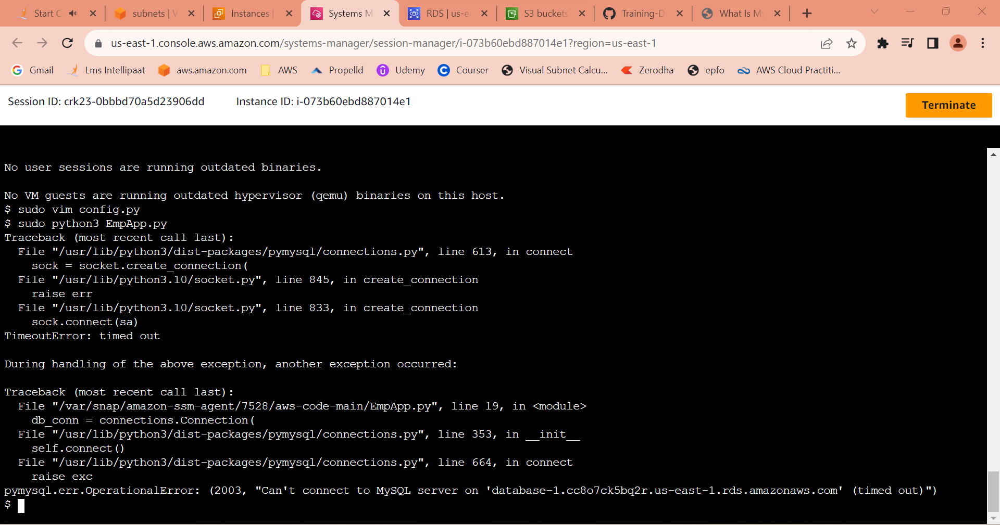 Start C
subnets | V
Instances |
Systems M
RDS | us-ea
S3 buckets
Training-D
What Is My
us-east-1.console.aws.amazon.com/systems-manager/session-manager/i-073b60ebd887014e1?region=us-east-1
Gmail
Lms Intellipaat
aws.amazon.com
AWS
Propelld
Udemy
Courser
Visual Subnet Calcu...
Zerodha
epfo
AWS Cloud Practiti...
Session ID: crk23-0bbbd70a5d23906dd
Instance ID: i-073b60ebd887014e1
Terminate
No user sessions are running outdated binaries.
No VM guests are running outdated hypervisor (qemu) binaries on this host.
$ sudo vim config.py
$ sudo python3 EmpApp.py
Traceback (most recent call last):
  File "/usr/lib/python3/dist-packages/pymysql/connections.py", line 613, in connect
    sock = socket.create_connection(
  File "/usr/lib/python3.10/socket.py", line 845, in create_connection
    raise err
  File "/usr/lib/python3.10/socket.py", line 833, in create_connection
    sock.connect(sa)
TimeoutError: timed out
During handling of the above exception, another exception occurred:
Traceback (most recent call last):
  File "/var/snap/amazon-ssm-agent/7528/aws-code-main/EmpApp.py", line 19, in <module>
    db_conn = connections.Connection(
  File "/usr/lib/python3/dist-packages/pymysql/connections.py", line 353, in __init__
    self.connect()
  File "/usr/lib/python3/dist-packages/pymysql/connections.py", line 664, in connect
    raise exc
pymysql.err.OperationalError: (2003, "Can't connect to MySQL server on 'database-1.cc8o7ck5bq2r.us-east-1.rds.amazonaws.com' (timed out)")
$